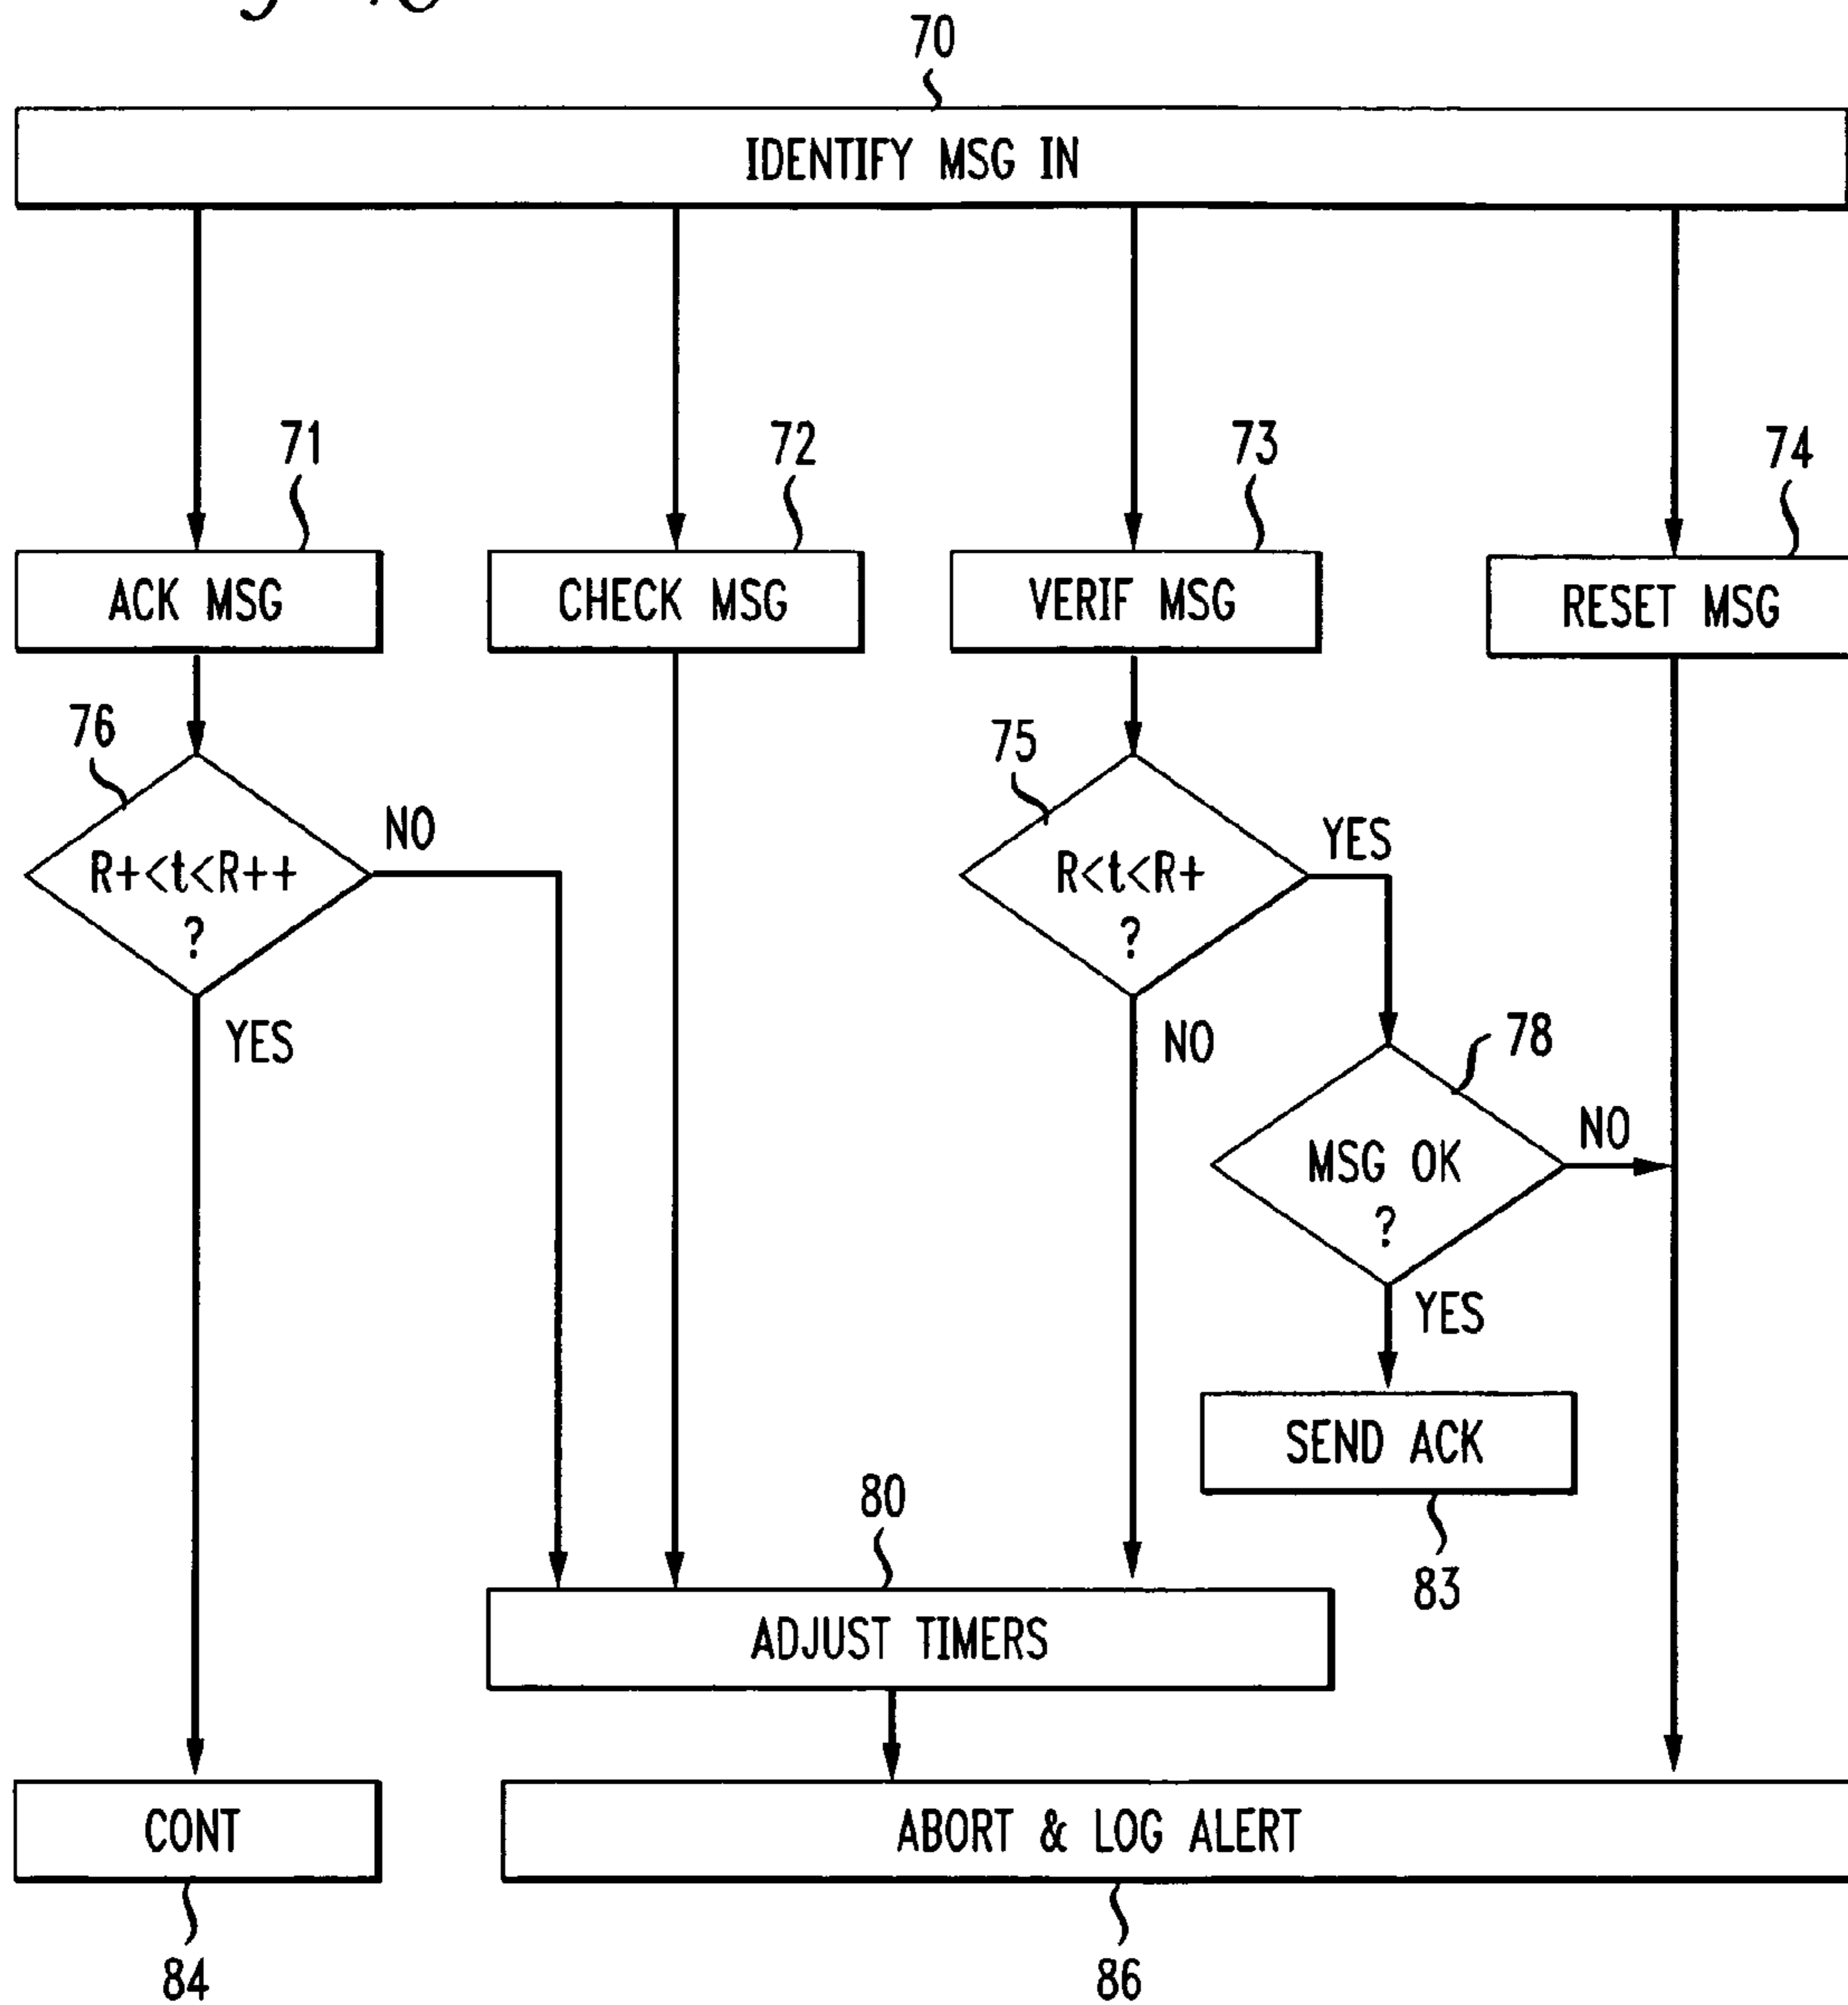 70
IDENTIFY MSG IN
71
72
73
74
ACK MSG
CHECK MSG
VERIF MSG
RESET MSG
76
75
NO
YES
R+<t<R++
?
R<t<R+
?
YES
NO
78
NO
MSG OK
?
YES
SEND ACK
80
83
ADJUST TIMERS
CONT
ABORT & LOG ALERT
84
86